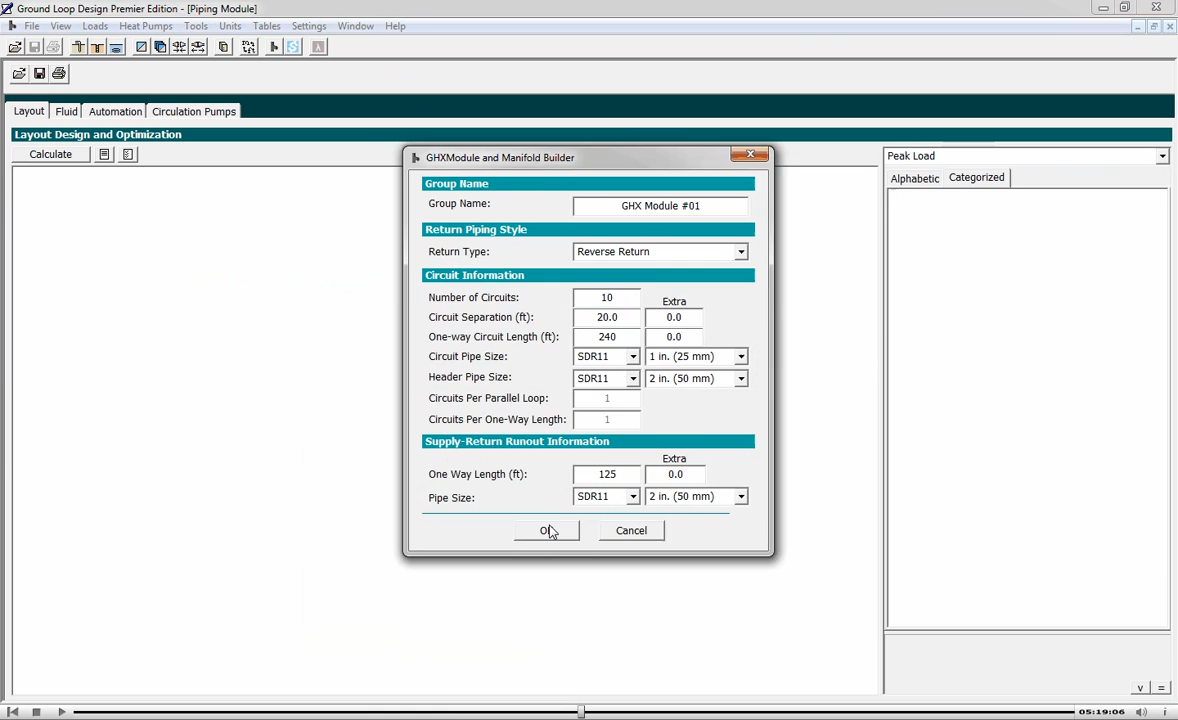 Ground Loop Design Premier Edition - [Piping Module]
File View Loads Heat Pumps Tools Units Tables Settings Window Help
Layout Fluid Automation Circulation Pumps
Layout Design and Optimization
Calculate
Peak Load
Alphabetic Categorized
GHXModule and Manifold Builder
Group Name
Group Name: GHX Module #01
Return Piping Style
Return Type: Reverse Return
Circuit Information
Number of Circuits: 10 Extra
Circuit Separation (ft): 20.0 0.0
One-way Circuit Length (ft): 240 0.0
Circuit Pipe Size: SDR11 1 in. (25 mm)
Header Pipe Size: SDR11 2 in. (50 mm)
Circuits Per Parallel Loop: 1
Circuits Per One-Way Length: 1
Supply-Return Runout Information
Extra
One Way Length (ft): 125 0.0
Pipe Size: SDR11 2 in. (50 mm)
Cancel
v =
05:19:06